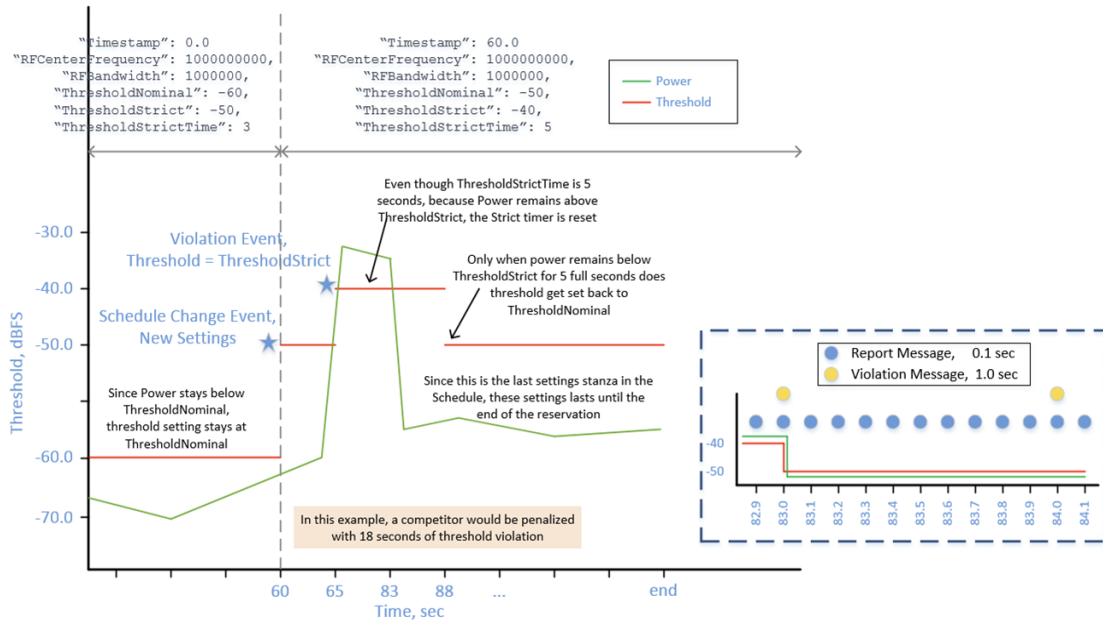 “Timestamp”: 0.0
“RFCenterFrequency”: 1000000000,
“RFBandwidth”: 1000000,
“ThresholdNominal”: -60,
“ThresholdStrict”: -50,
“ThresholdStrictTime”: 3
“Timestamp”: 60.0
“RFCenterFrequency”: 1000000000,
“RFBandwidth”: 1000000,
“ThresholdNominal”: -50,
“ThresholdStrict”: -40,
“ThresholdStrictTime”: 5
Power
Threshold
Even though ThresholdStrictTime is 5
seconds, because Power remains above
ThresholdStrict, the Strict timer is reset
Violation Event,
Threshold = ThresholdStrict
Only when power remains below
ThresholdStrict for 5 full seconds does
threshold get set back to
ThresholdNominal
Schedule Change Event,
New Settings
Since Power stays below
ThresholdNominal,
threshold setting stays at
ThresholdNominal
Since this is the last settings stanza in the
Schedule, these settings lasts until the
end of the reservation
In this example, a competitor would be penalized
with 18 seconds of threshold violation
Threshold, dBFS
-30.0
-40.0
-50.0
-60.0
-70.0
60
65
83
88
...
end
Time, sec
Report Message, 0.1 sec
Violation Message, 1.0 sec
-40
-50
82.9
83.0
83.1
83.2
83.3
83.4
83.5
83.6
83.7
83.8
83.9
84.0
84.1